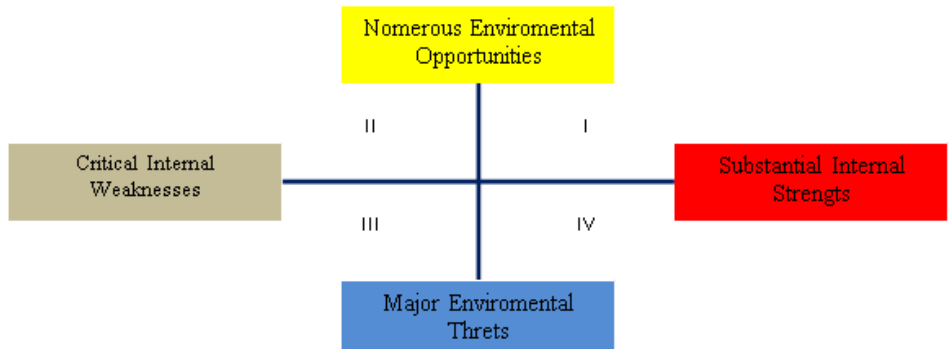 Nomerous Enviromental
Opportunities
II
I
Critical Internal
Weaknesses
Substantial Internal
Strengts
III
IV
Major Enviromental
Threts